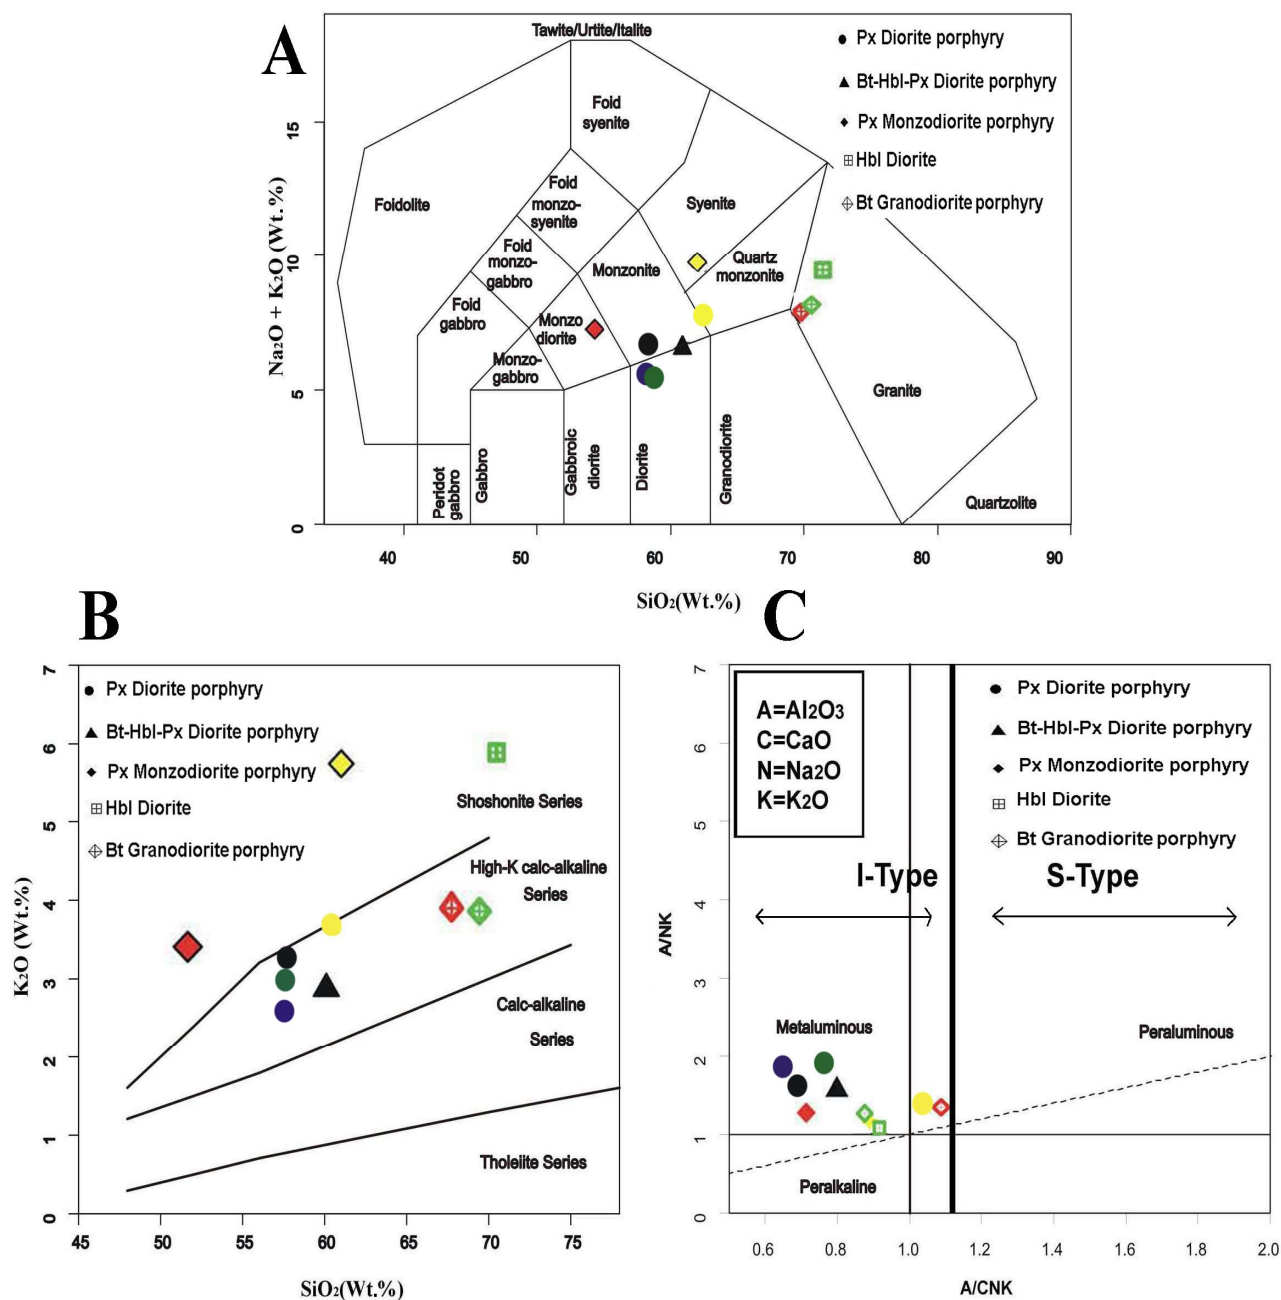 A
Tawite/Urtite/Italite
Px Diorite porphyry
Bt-Hbl-Px Diorite porphyry
Px Monzodiorite porphyry
Hbl Diorite
Bt Granodiorite porphyry
Fold
syenite
Foldolite
Fold
monzo-
syenite
Syenite
Fold
monzo-
gabbro
Monzonite
Quartz
monzonite
Fold
gabbro
Monzo
diorite
Monzo-
gabbro
Granite
Quartzolite
Peridot
gabbro
Gabbro
Gabbroic
diorite
Diorite
Granodiorite
Na2O + K2O (Wt.%)
15
10
5
0
40 50 60 70 80 90
SiO2(Wt.%)
B
Px Diorite porphyry
Bt-Hbl-Px Diorite porphyry
Px Monzodiorite porphyry
Hbl Diorite
Bt Granodiorite porphyry
Shoshonite Series
High-K calc-alkaline
Series
Calc-alkaline
Series
Tholeiite Series
K2O (Wt.%)
7
6
5
4
3
2
1
0
45 50 55 60 65 70 75
SiO2(Wt.%)
C
A=Al2O3
C=CaO
N=Na2O
K=K2O
Px Diorite porphyry
Bt-Hbl-Px Diorite porphyry
Px Monzodiorite porphyry
Hbl Diorite
Bt Granodiorite porphyry
I-Type
S-Type
Metaluminous
Peraluminous
Peralkaline
A/NK
7
6
5
4
3
2
1
0
0.6 0.8 1.0 1.2 1.4 1.6 1.8 2.0
A/CNK